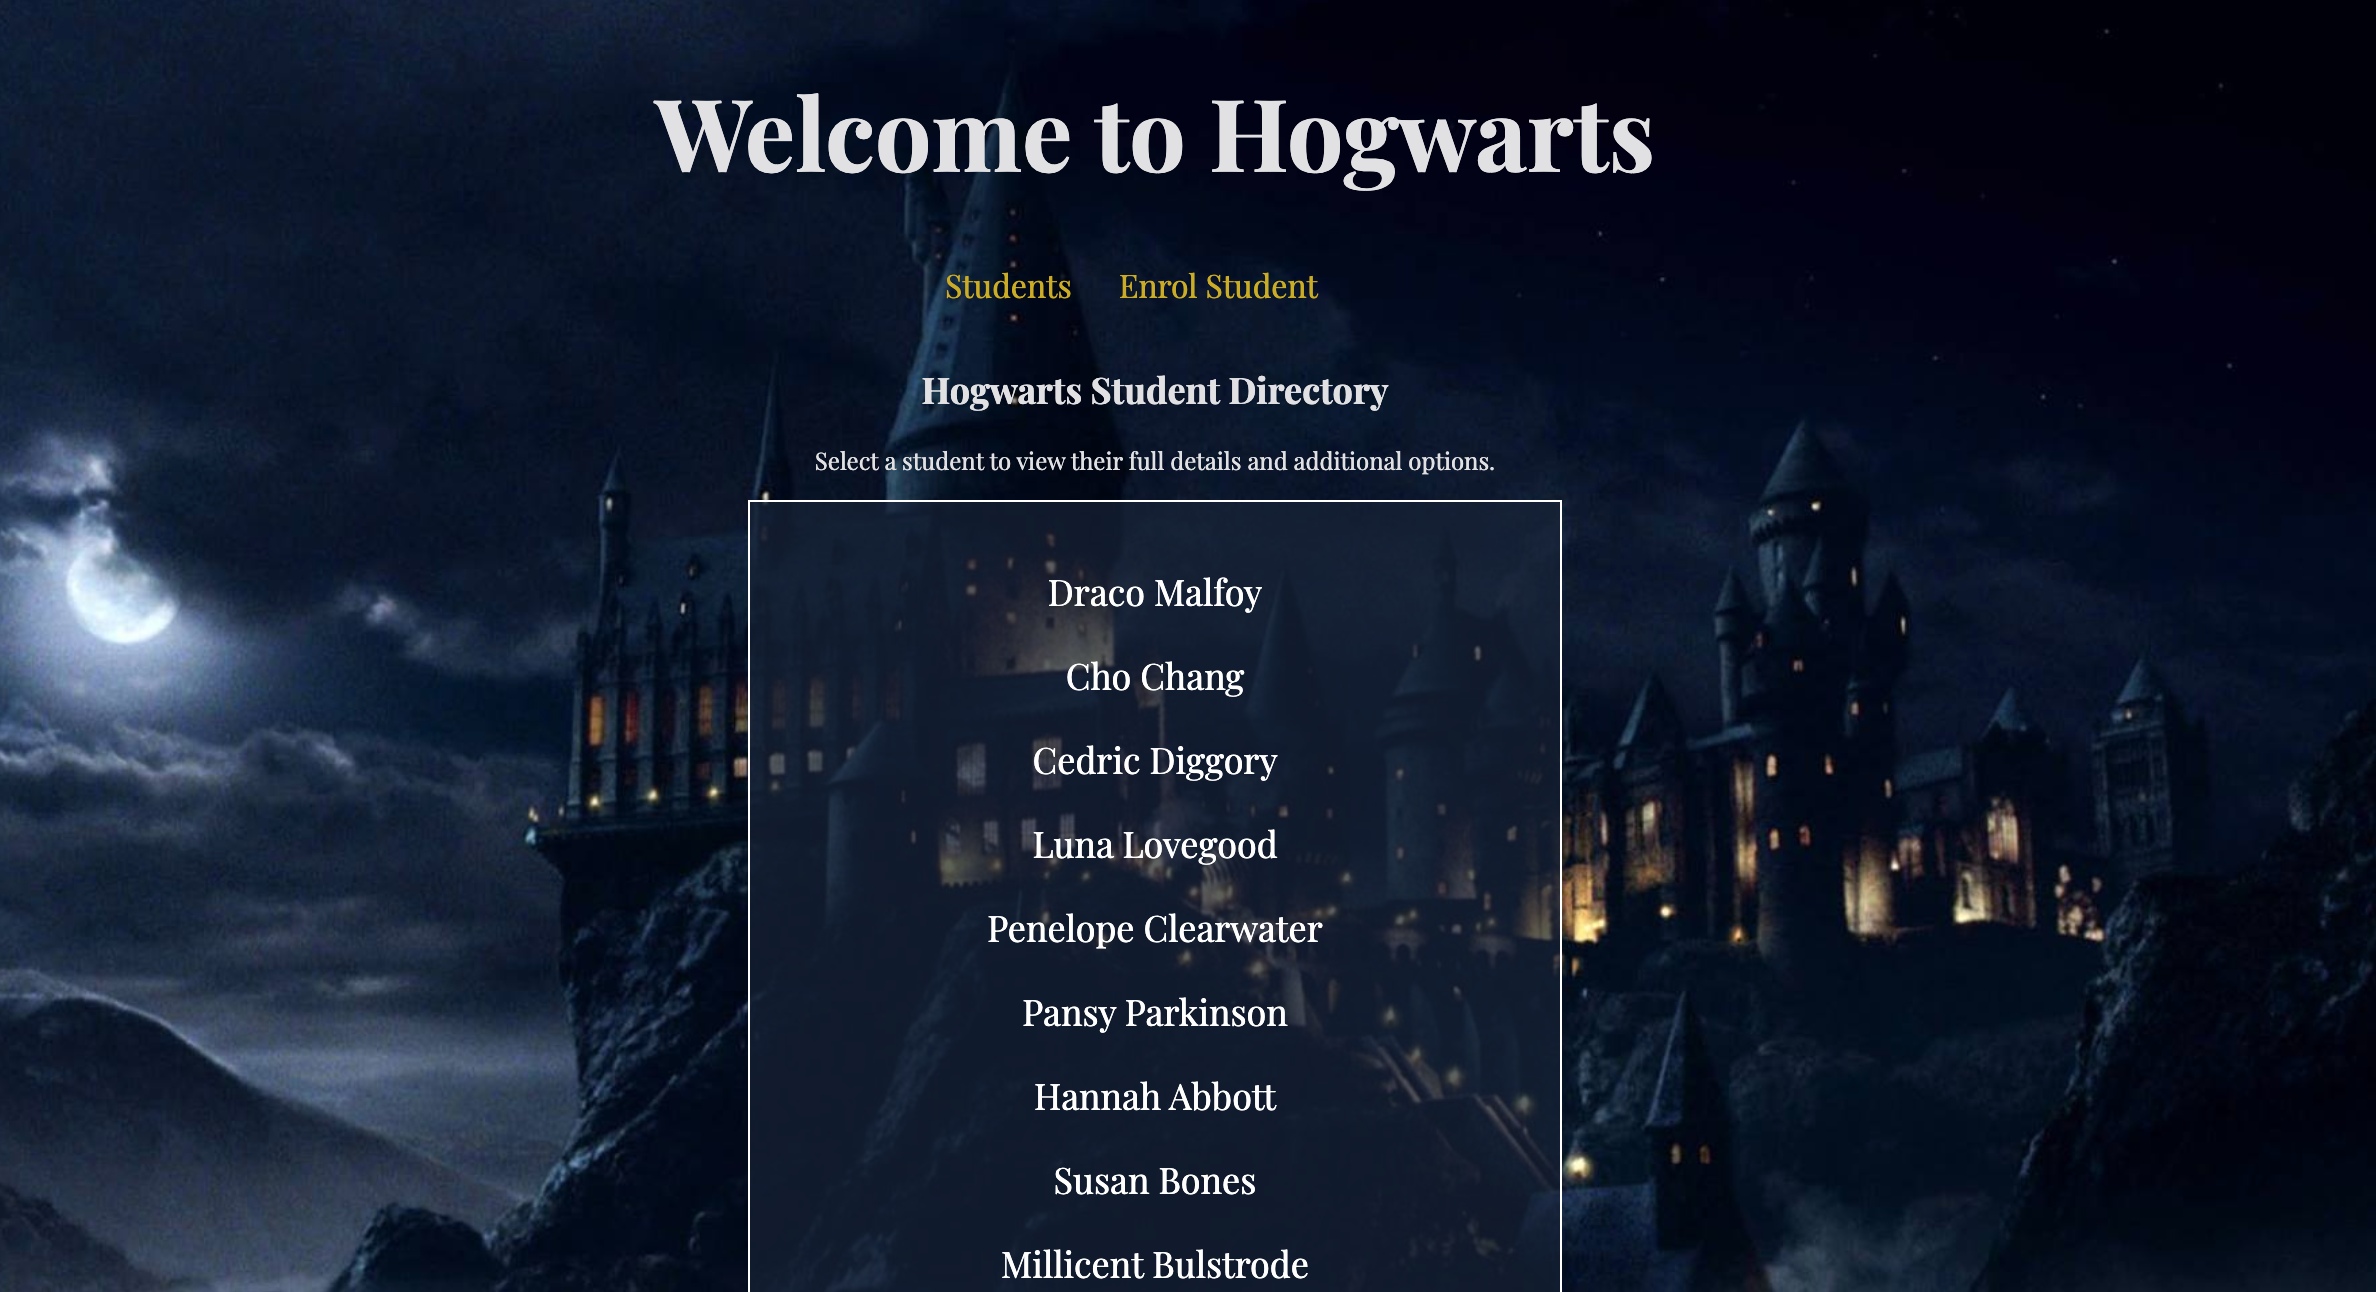 Welcome to Hogwarts
Students Enrol Student
Hogwarts Student Directory
Select a student to view their full details and additional options.
Draco Malfoy
Cho Chang
Cedric Diggory
Luna Lovegood
Penelope Clearwater
Pansy Parkinson
Hannah Abbott
Susan Bones
Millicent Bulstrode